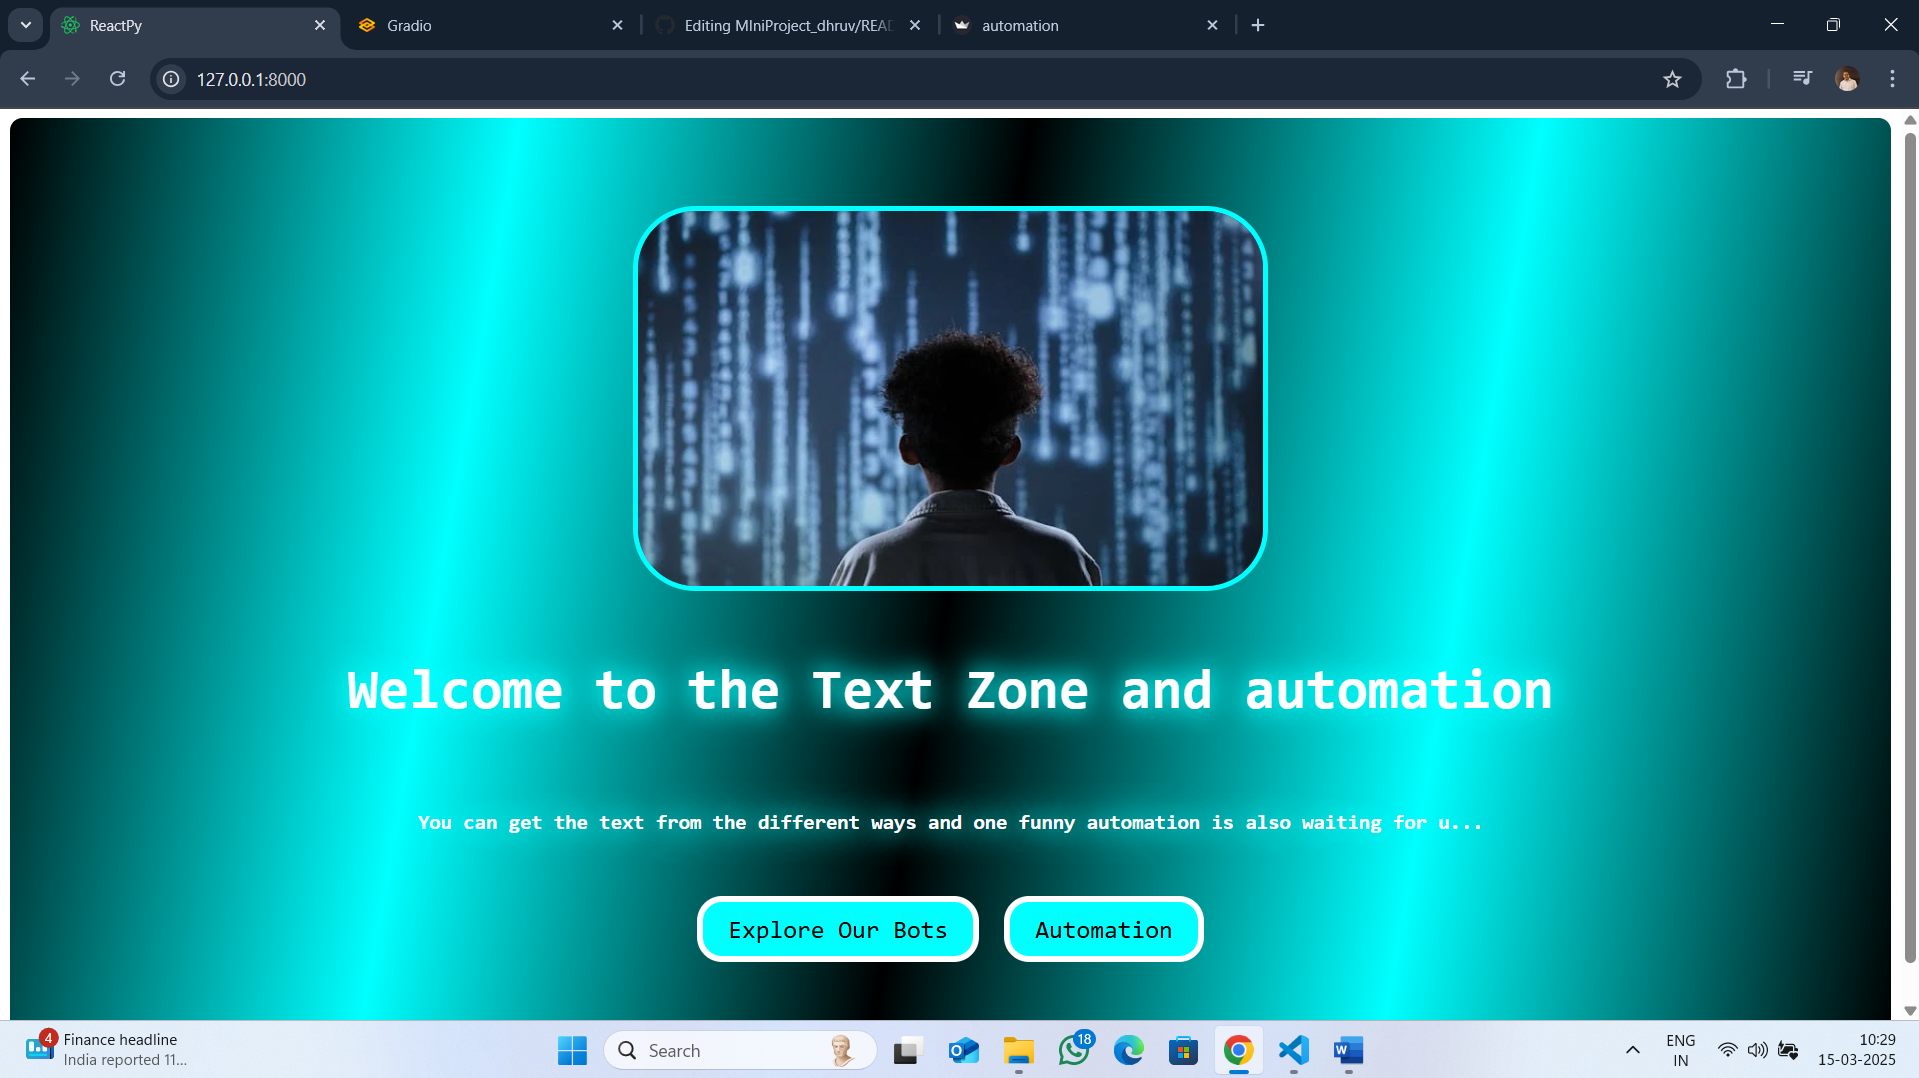 ReactPy
Gradio
Editing MIniProject_dhruv/READ
automation
127.0.0.1:8000
Welcome to the Text Zone and automation
You can get the text from the different ways and one funny automation is also waiting for u...
Explore Our Bots
Automation
4
Finance headline
India reported 11...
Search
18
ENG
IN
10:29
15-03-2025